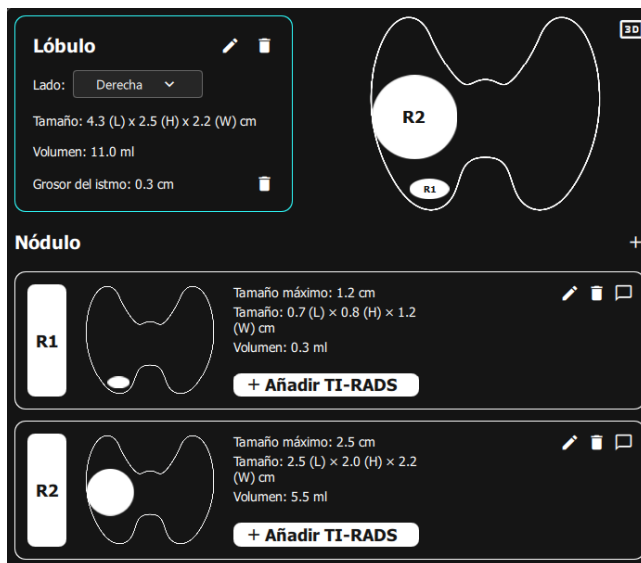 Lóbulo
Lado: Derecha
Tamaño: 4.3 (L) x 2.5 (H) x 2.2 (W) cm
Volumen: 11.0 ml
Grosor del istmo: 0.3 cm
3D
R2
R1
Nódulo
+
R1
Tamaño máximo: 1.2 cm
Tamaño: 0.7 (L) × 0.8 (H) × 1.2
(W) cm
Volumen: 0.3 ml
+ Añadir TI-RADS
R2
Tamaño máximo: 2.5 cm
Tamaño: 2.5 (L) × 2.0 (H) × 2.2
(W) cm
Volumen: 5.5 ml
+ Añadir TI-RADS